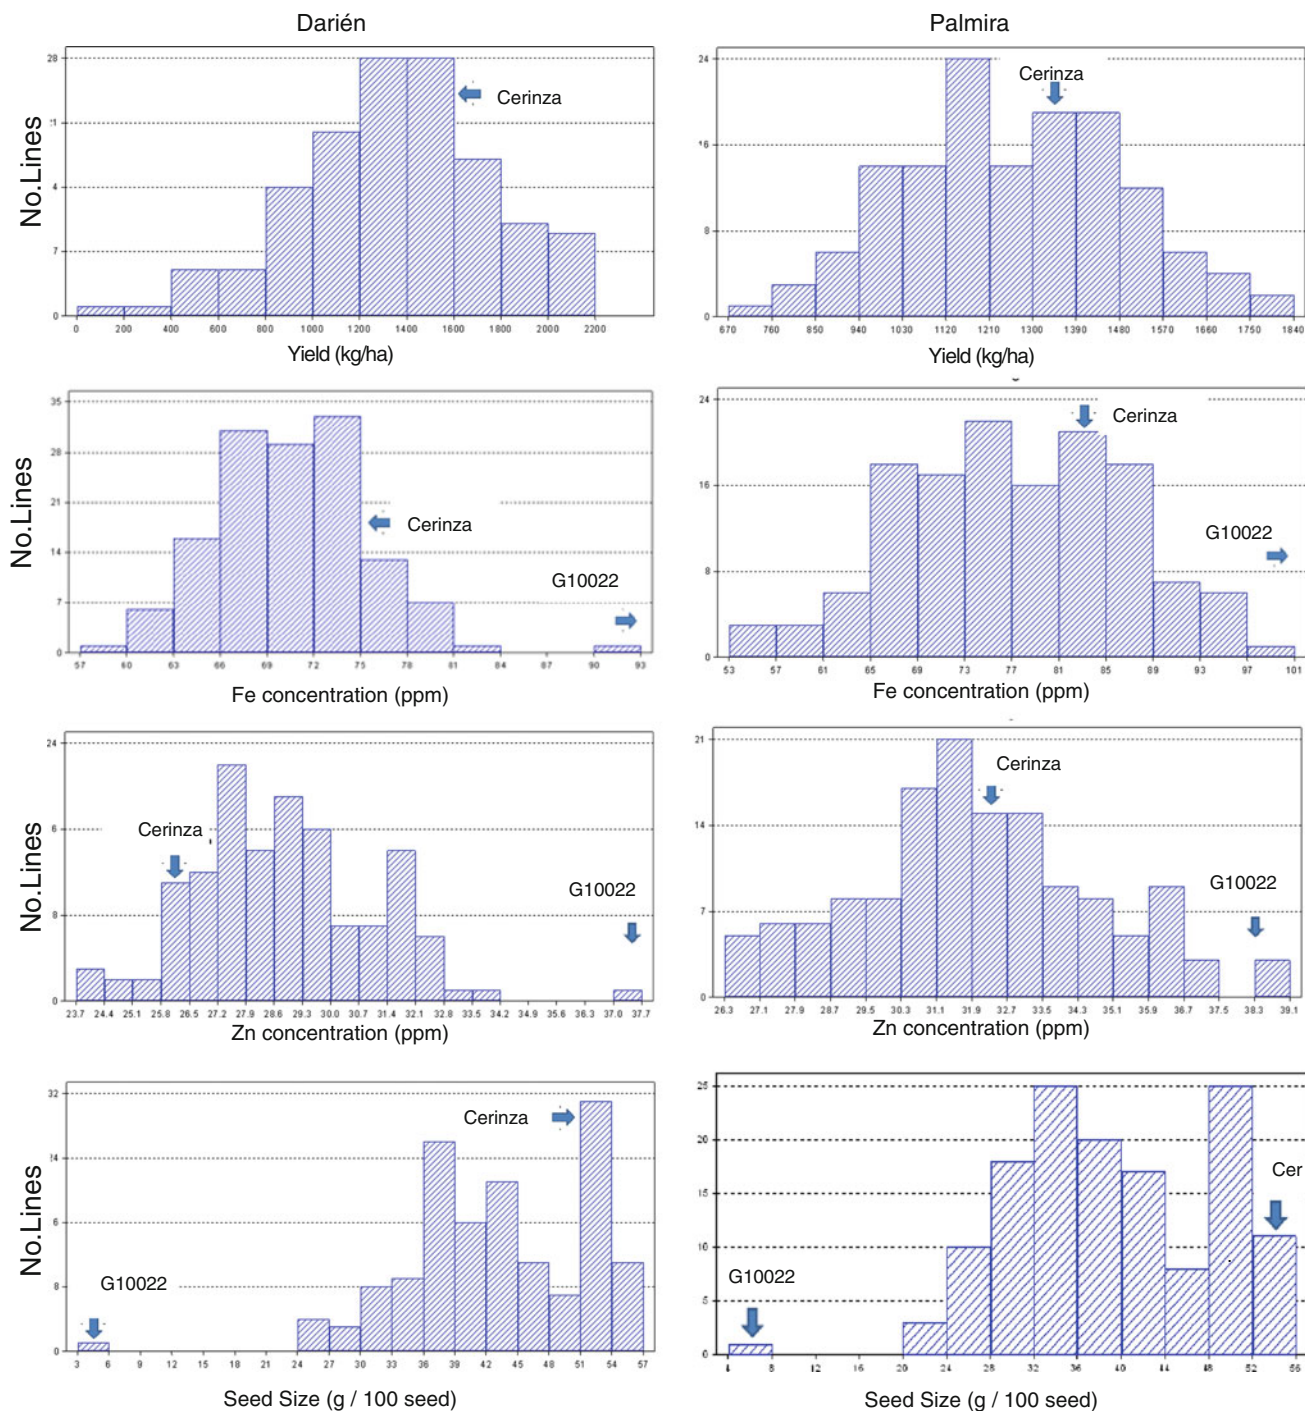 Darién
Palmira
No.Lines
28
1
4
7
0
Cerinza
0 200 400 600 800 1000 1200 1400 1600 1800 2000 2200
Yield (kg/ha)
24
16
8
0
Cerinza
670 760 850 940 1030 1120 1210 1300 1390 1480 1570 1660 1750 1840
Yield (kg/ha)
No.Lines
35
28
21
14
7
0
Cerinza
G10022
57 60 63 66 69 72 75 78 81 84 87 90 93
Fe concentration (ppm)
24
16
8
0
Cerinza
G10022
53 57 61 65 69 73 77 81 85 89 93 97 101
Fe concentration (ppm)
No.Lines
24
6
8
0
Cerinza
G10022
23.7 24.4 25.1 25.8 26.5 27.2 27.9 28.6 29.3 30.0 30.7 31.4 32.1 32.8 33.5 34.2 34.9 35.6 36.3 37.0 37.7
Zn concentration (ppm)
21
14
7
0
Cerinza
G10022
26.3 27.1 27.9 28.7 29.5 30.3 31.1 31.9 32.7 33.5 34.3 35.1 35.9 36.7 37.5 38.3 39.1
Zn concentration (ppm)
No.Lines
32
24
6
8
0
Cerinza
G10022
3 6 9 12 15 18 21 24 27 30 33 36 39 42 45 48 51 54 57
Seed Size (g / 100 seed)
25
20
15
10
5
0
Cer
G10022
4 8 12 16 20 24 28 32 36 40 44 48 52 56
Seed Size (g / 100 seed)